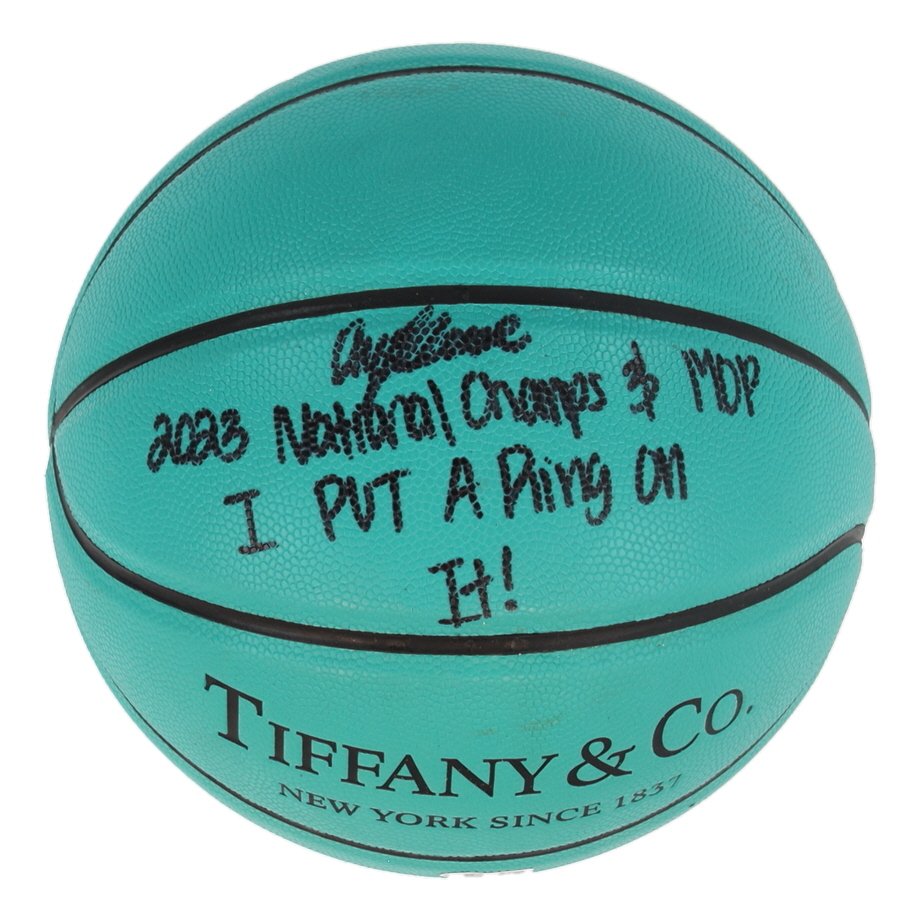 2023 National Champs & MOP
I PUT A Ring On
It!
TIFFANY & CO.
NEW YORK SINCE 1837